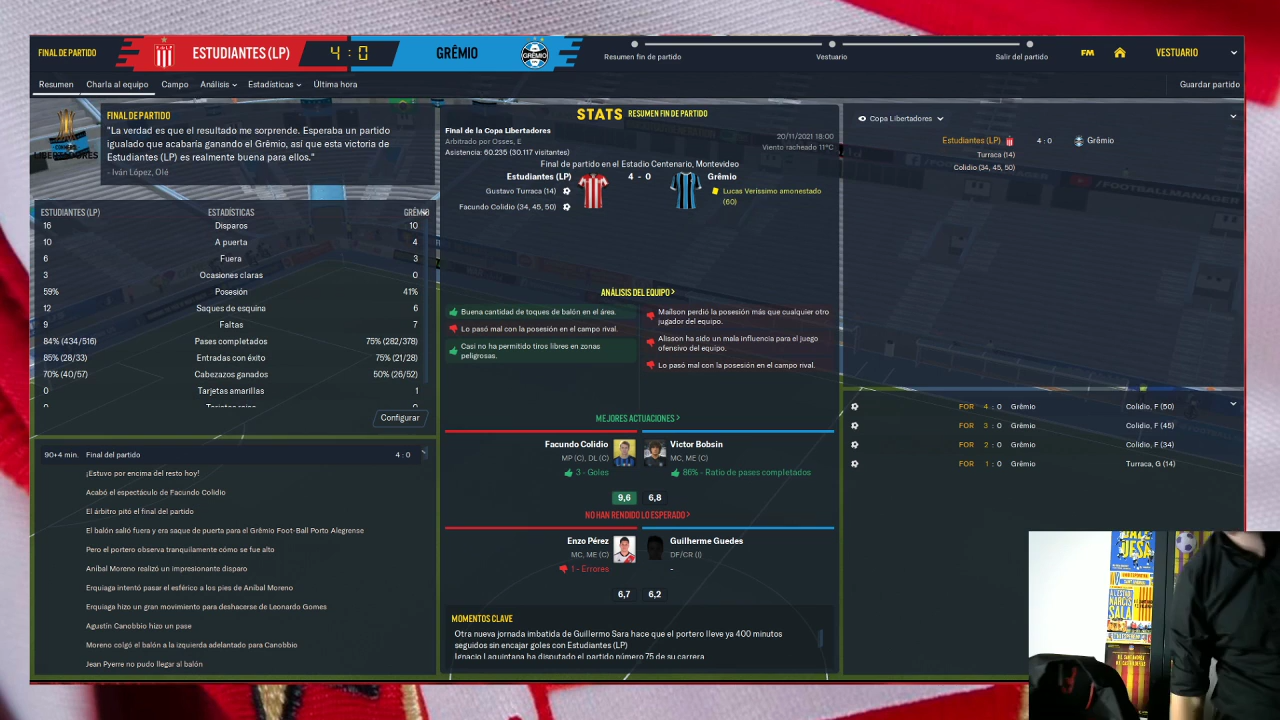 FINAL DE PARTIDO
ESTUDIANTES (LP)
4 : 0
GRÊMIO
Resumen fin de partido
Vestuario
Salir del partido
FM
VESTUARIO
Resumen
Charla al equipo
Campo
Análisis
Estadísticas
Última hora
Guardar partido
FINAL DE PARTIDO
"La verdad es que el resultado me sorprende. Esperaba un partido
igualado que acabaría ganando el Grêmio, así que esta victoria de
Estudiantes (LP) es realmente buena para ellos."
- Iván López, Olé
LIBERTADORES
ESTUDIANTES (LP) ESTADÍSTICAS GRÊMIO
16 Disparos 10
10 A puerta 4
6 Fuera 3
3 Ocasiones claras 0
59% Posesión 41%
12 Saques de esquina 6
9 Faltas 7
84% (434/516) Pases completados 75% (282/378)
85% (28/33) Entradas con éxito 75% (21/28)
70% (40/57) Cabezazos ganados 50% (26/52)
0 Tarjetas amarillas 1
0 Tarjetas rojas 0
Configurar
90+4 min. Final del partido 4 : 0
¡Estuvo por encima del resto hoy!
Acabó el espectáculo de Facundo Colidio
El árbitro pitó el final del partido
El balón salió fuera y era saque de puerta para el Grêmio Foot-Ball Porto Alegrense
Pero el portero observa tranquilamente cómo se fue alto
Aníbal Moreno realizó un impresionante disparo
Erquiaga intentó pasar el esférico a los pies de Aníbal Moreno
Erquiaga hizo un gran movimiento para deshacerse de Leonardo Gomes
Agustín Canobbio hizo un pase
Moreno colgó el balón a la izquierda adelantado para Canobbio
Jean Pyerre no pudo llegar al balón
STATS RESUMEN FIN DE PARTIDO
Final de la Copa Libertadores
Arbitrado por Osses, E
Asistencia: 60.235 (30.117 visitantes)
20/11/2021 18:00
Viento racheado 11°C
Final de partido en el Estadio Centenario, Montevideo
Estudiantes (LP) 4 - 0 Grêmio
Gustavo Turraca (14)
Facundo Colidio (34, 45, 50)
Lucas Veríssimo amonestado
(60)
ANÁLISIS DEL EQUIPO
Buena cantidad de toques de balón en el área.
Lo pasó mal con la posesión en el campo rival.
Casi no ha permitido tiros libres en zonas
peligrosas.
Mailson perdió la posesión más que cualquier otro
jugador del equipo.
Alisson ha sido un mala influencia para el juego
ofensivo del equipo.
Lo pasó mal con la posesión en el campo rival.
MEJORES ACTUACIONES
Facundo Colidio
MP (C), DL (C)
3 - Goles
9,6
Victor Bobsin
MC, ME (C)
86% - Ratio de pases completados
6,8
NO HAN RENDIDO LO ESPERADO
Enzo Pérez
MC, ME (C)
1 - Errores
6,7
Guilherme Guedes
DF/CR (I)
-
6,2
MOMENTOS CLAVE
Otra nueva jornada imbatida de Guillermo Sara hace que el portero lleve ya 400 minutos
seguidos sin encajar goles con Estudiantes (LP)
Ignacio Laquintana ha disputado el partido número 75 de su carrera
Copa Libertadores
Estudiantes (LP) 4 : 0 Grêmio
Turraca (14)
Colidio (34, 45, 50)
FOR 4 : 0 Grêmio Colidio, F (50)
FOR 3 : 0 Grêmio Colidio, F (45)
FOR 2 : 0 Grêmio Colidio, F (34)
FOR 1 : 0 Grêmio Turraca, G (14)